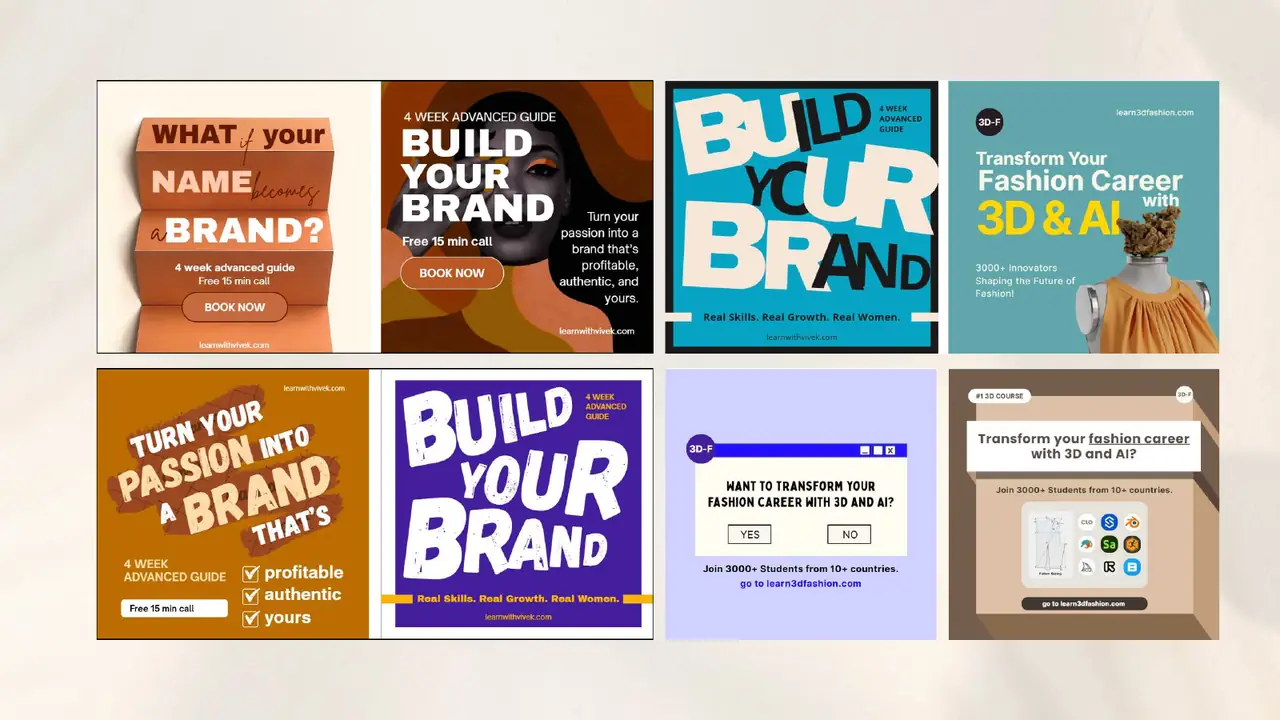 WHAT if your
NAME becomes
a BRAND?
4 week advanced guide
Free 15 min call
BOOK NOW
learnwithvivek.com
4 WEEK ADVANCED GUIDE
BUILD
YOUR
BRAND
Free 15 min call
BOOK NOW
Turn your
passion into a
brand that's
profitable,
authentic, and
yours.
learnwithvivek.com
BUILD
YOUR
BRAND
4 WEEK
ADVANCED
GUIDE
Real Skills. Real Growth. Real Women.
learnwithvivek.com
3D-F
learn3dfashion.com
Transform Your
Fashion Career
with
3D & AI
3000+ Innovators
Shaping the Future of
Fashion!
learnwithvivek.com
TURN YOUR
PASSION INTO
A BRAND
THAT'S
4 WEEK
ADVANCED GUIDE
Free 15 min call
profitable
authentic
yours
BUILD
YOUR
BRAND
4 WEEK
ADVANCED
GUIDE
Real Skills. Real Growth. Real Women.
learnwithvivek.com
3D-F
X
WANT TO TRANSFORM YOUR
FASHION CAREER WITH 3D AND AI?
YES NO
Join 3000+ Students from 10+ countries.
go to learn3dfashion.com
#1 3D COURSE
3D-F
Transform your fashion career
with 3D and AI?
Join 3000+ Students from 10+ countries.
CLO
Sa
go to learn3dfashion.com